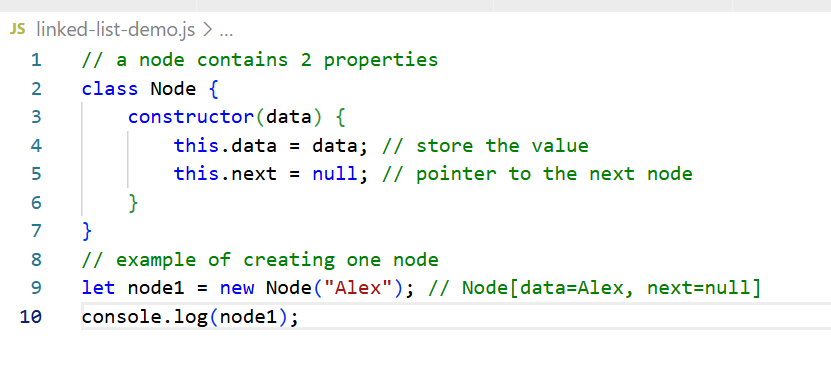 JS linked-list-demo.js > ...
1 // a node contains 2 properties
2 class Node {
3 constructor(data) {
4 this.data = data; // store the value
5 this.next = null; // pointer to the next node
6 }
7 }
8 // example of creating one node
9 let node1 = new Node("Alex"); // Node[data=Alex, next=null]
10 console.log(node1);